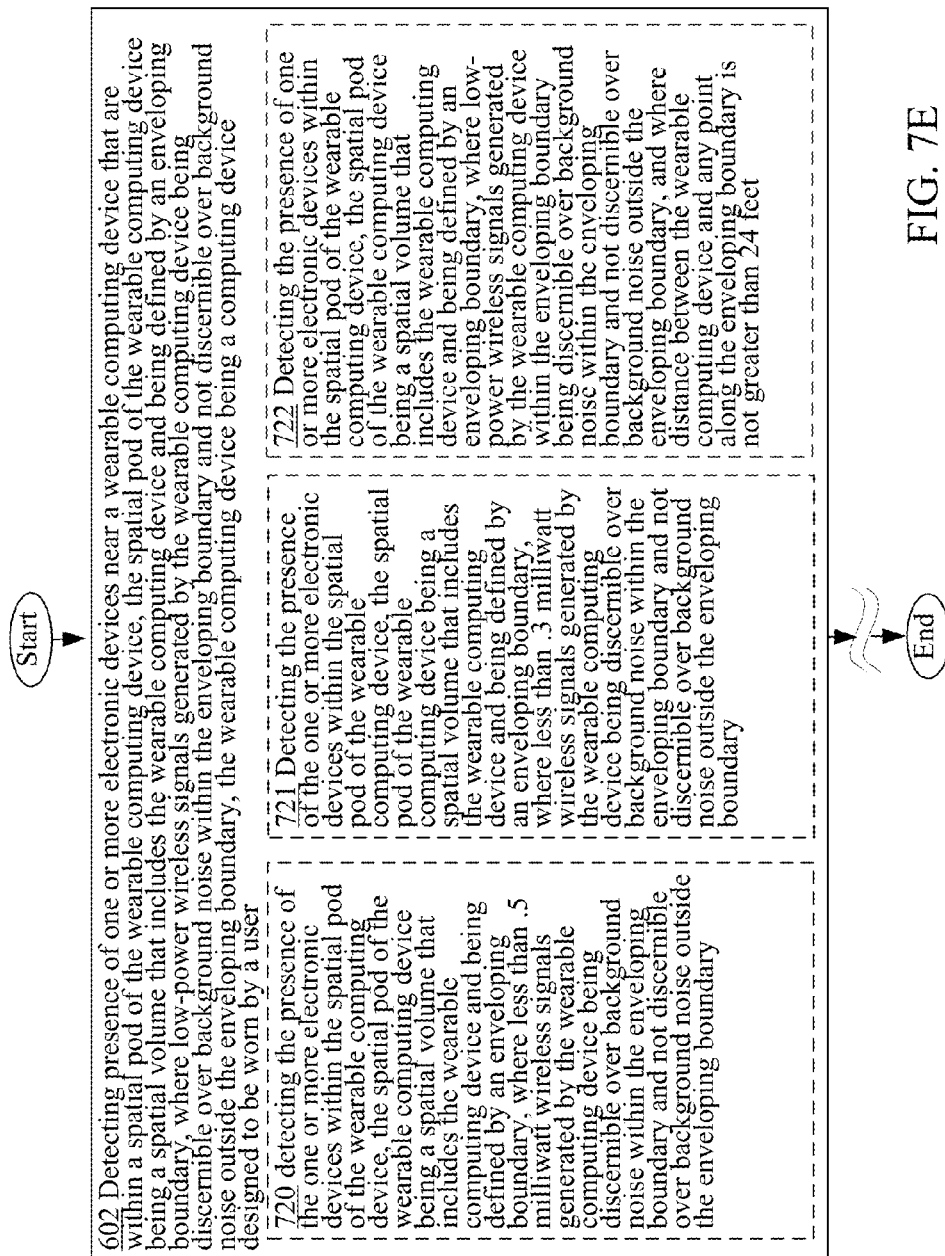 Start
602 Detecting presence of one or more electronic devices near a wearable computing device that are
within a spatial pod of the wearable computing device, the spatial pod of the wearable computing device
being a spatial volume that includes the wearable computing device and being defined by an enveloping
boundary, where low-power wireless signals generated by the wearable computing device being
discernible over background noise within the enveloping boundary and not discernible over background
noise outside the enveloping boundary, the wearable computing device being a computing device
designed to be worn by a user
720 detecting the presence of
the one or more electronic
devices within the spatial pod
of the wearable computing
device, the spatial pod of the
wearable computing device
being a spatial volume that
includes the wearable
computing device and being
defined by an enveloping
boundary, where less than .5
milliwatt wireless signals
generated by the wearable
computing device being
discernible over background
noise within the enveloping
boundary and not discernible
over background noise outside
the enveloping boundary
721 Detecting the presence
of the one or more electronic
devices within the spatial
pod of the wearable
computing device, the spatial
pod of the wearable
computing device being a
spatial volume that includes
the wearable computing
device and being defined by
an enveloping boundary,
where less than .3 milliwatt
wireless signals generated by
the wearable computing
device being discernible over
background noise within the
enveloping boundary and not
discernible over background
noise outside the enveloping
boundary
722 Detecting the presence of one
or more electronic devices within
the spatial pod of the wearable
computing device, the spatial pod
of the wearable computing device
being a spatial volume that
includes the wearable computing
device and being defined by an
enveloping boundary, where low-
power wireless signals generated
by the wearable computing device
within the enveloping boundary
being discernible over background
noise within the enveloping
boundary and not discernible over
background noise outside the
enveloping boundary, and where
distance between the wearable
computing device and any point
along the enveloping boundary is
not greater than 24 feet
End
FIG. 7E